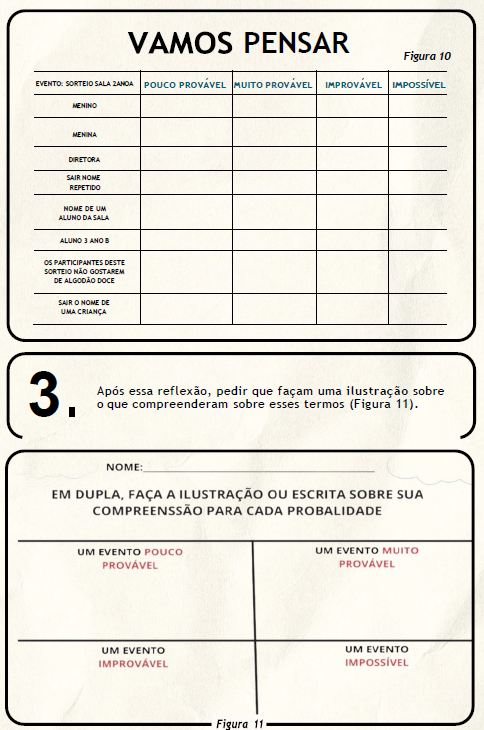 VAMOS PENSAR
Figura 10
EVENTO: SORTEIO SALA 2ANOA POUCO PROVÁVEL MUITO PROVÁVEL IMPROVÁVEL IMPOSSÍVEL
MENINO
MENINA
DIRETORA
SAIR NOME
REPETIDO
NOME DE UM
ALUNO DA SALA
ALUNO 3 ANO B
OS PARTICIPANTES DESTE
SORTEIO NÃO GOSTAREM
DE ALGODÃO DOCE
SAIR O NOME DE
UMA CRIANÇA
3.
Após essa reflexão, pedir que façam uma ilustração sobre
o que compreenderam sobre esses termos (Figura 11).
NOME:
EM DUPLA, FAÇA A ILUSTRAÇÃO OU ESCRITA SOBRE SUA
COMPREENSSÃO PARA CADA PROBALIDADE
UM EVENTO POUCO
PROVÁVEL
UM EVENTO MUITO
PROVÁVEL
UM EVENTO
IMPROVÁVEL
UM EVENTO
IMPOSSÍVEL
Figura 11